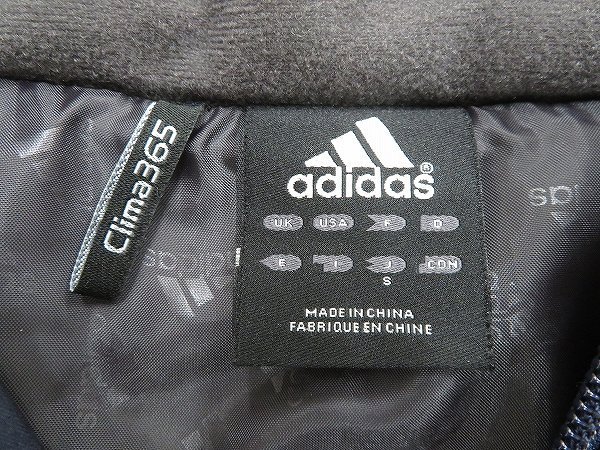 Clima365
adidas®
UK USA F D
E I J CDN
S
MADE IN CHINA
FABRIQUE EN CHINE